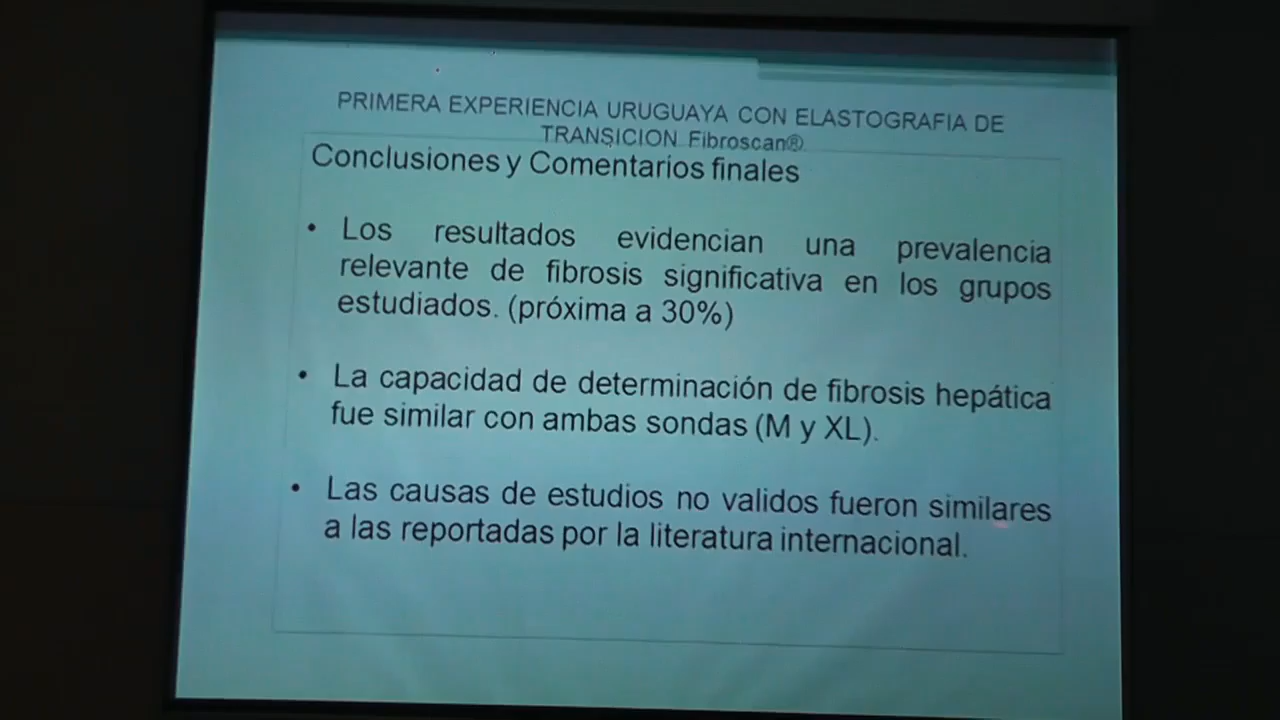 PRIMERA EXPERIENCIA URUGUAYA CON ELASTOGRAFIA DE
TRANSICION Fibroscan®
Conclusiones y Comentarios finales
• Los resultados evidencian una prevalencia
relevante de fibrosis significativa en los grupos
estudiados. (próxima a 30%)
• La capacidad de determinación de fibrosis hepática
fue similar con ambas sondas (M y XL).
• Las causas de estudios no validos fueron similares
a las reportadas por la literatura internacional.